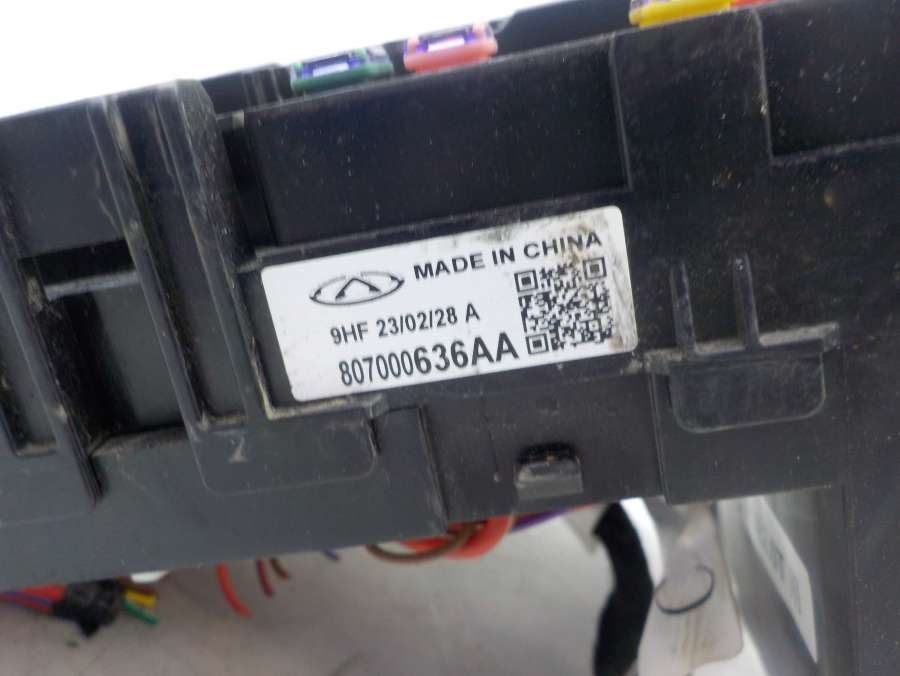 MADE IN CHINA
9HF 23/02/28 A
807000636AA